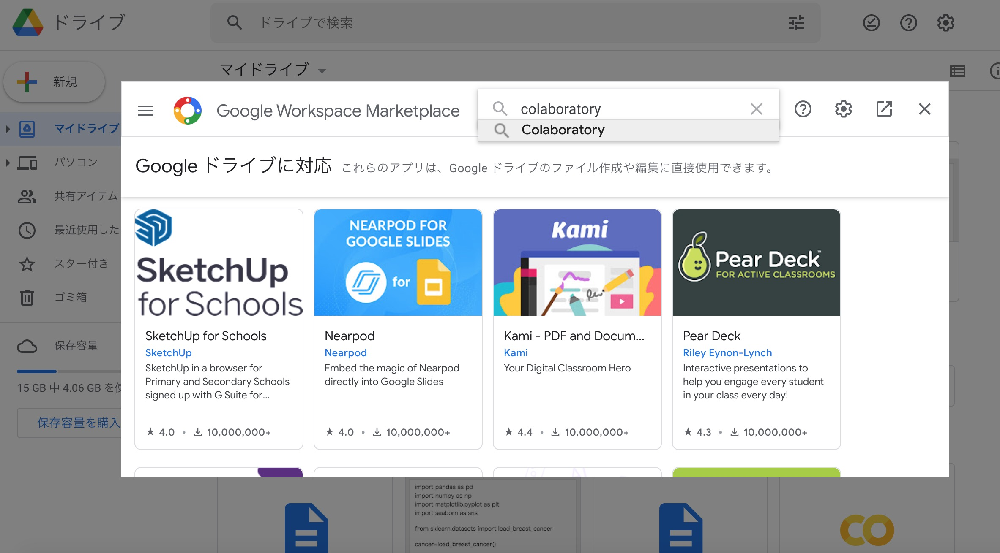 ドライブ
ドライブで検索
新規
マイドライブ
マイドライブ
パソコン
共有アイテム
最近使用した
スター付き
ゴミ箱
保存容量
15 GB 中 4.06 GB を使
保存容量を購入
Google Workspace Marketplace
colaboratory
Colaboratory
Google ドライブに対応 これらのアプリは、Google ドライブのファイル作成や編集に直接使用できます。
SketchUp
for Schools
SketchUp for Schools
SketchUp
SketchUp in a browser for
Primary and Secondary Schools
signed up with G Suite for...
★ 4.0 • 10,000,000+
NEARPOD FOR
GOOGLE SLIDES
for
Nearpod
Nearpod
Embed the magic of Nearpod
directly into Google Slides
★ 4.0 • 10,000,000+
Kami
Kami - PDF and Docum...
Kami
Your Digital Classroom Hero
★ 4.4 • 10,000,000+
Pear Deck™
FOR ACTIVE CLASSROOMS
Pear Deck
Riley Eynon-Lynch
Interactive presentations to
help you engage every student
in your class every day!
★ 4.3 • 10,000,000+
import pandas as pd
import numpy as np
import matplotlib.pyplot as plt
import seaborn as sns
from sklearn.datasets import load_breast_cancer
cancer=load_breast_cancer()
CO